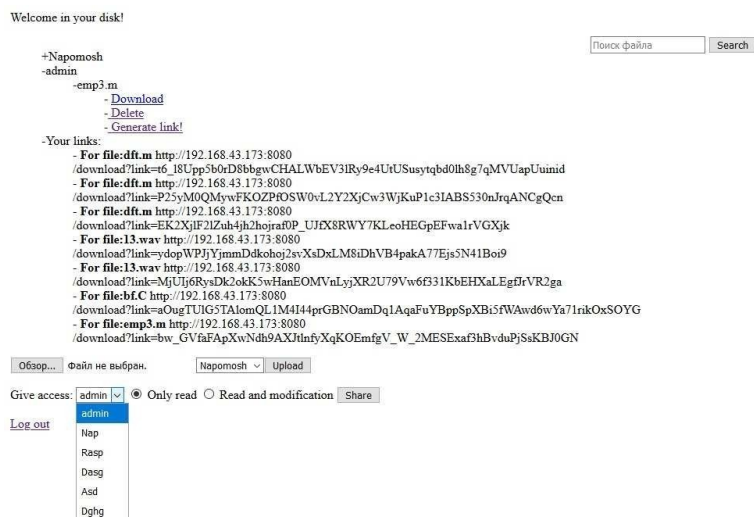 Welcome in your disk!
Поиск файла Search
+Napomosh
-admin
-emp3.m
- Download
- Delete
- Generate link!
-Your links:
- For file:dft.m http://192.168.43.173:8080
/download?link=t6_l8Upp5b0rD8bbgwCHALWbEV3lRy9e4UtUSusytqbd0lh8g7qMVUapUuinid
- For file:dft.m http://192.168.43.173:8080
/download?link=P25yM0QMywFKOZPfOSW0vL2Y2XjCw3WjKuP1c3IABS530nJrqANCgQcn
- For file:dft.m http://192.168.43.173:8080
/download?link=EK2XjlF2lZuh4jh2hojraf0P_UJfX8RWY7KLeoHEGpEFwa1rVGXjk
- For file:13.wav http://192.168.43.173:8080
/download?link=ydopWPJjYjmmDdkohoj2svXsDxLM8iDhVB4pakA77Ejs5N41Boi9
- For file:13.wav http://192.168.43.173:8080
/download?link=MjUIj6RysDk2okK5wHanEOMVnLyjXR2U79Vw6f331KbEHXaLEgfJrVR2ga
- For file:bf.C http://192.168.43.173:8080
/download?link=aOugTUlG5TAlomQL1M4I44prGBNOamDq1AqaFuYBppSpXBi5fWAwd6wYa71rikOxSOYG
- For file:emp3.m http://192.168.43.173:8080
/download?link=bw_GVfaFApXwNdh9AXJtlnfyXqKOEmfgV_W_2MESExaf3hBvduPjSsKBJ0GN
Обзор... Файл не выбран. Napomosh Upload
Give access: admin Only read Read and modification Share
admin
Log out
Nap
Rasp
Dasg
Asd
Dghg